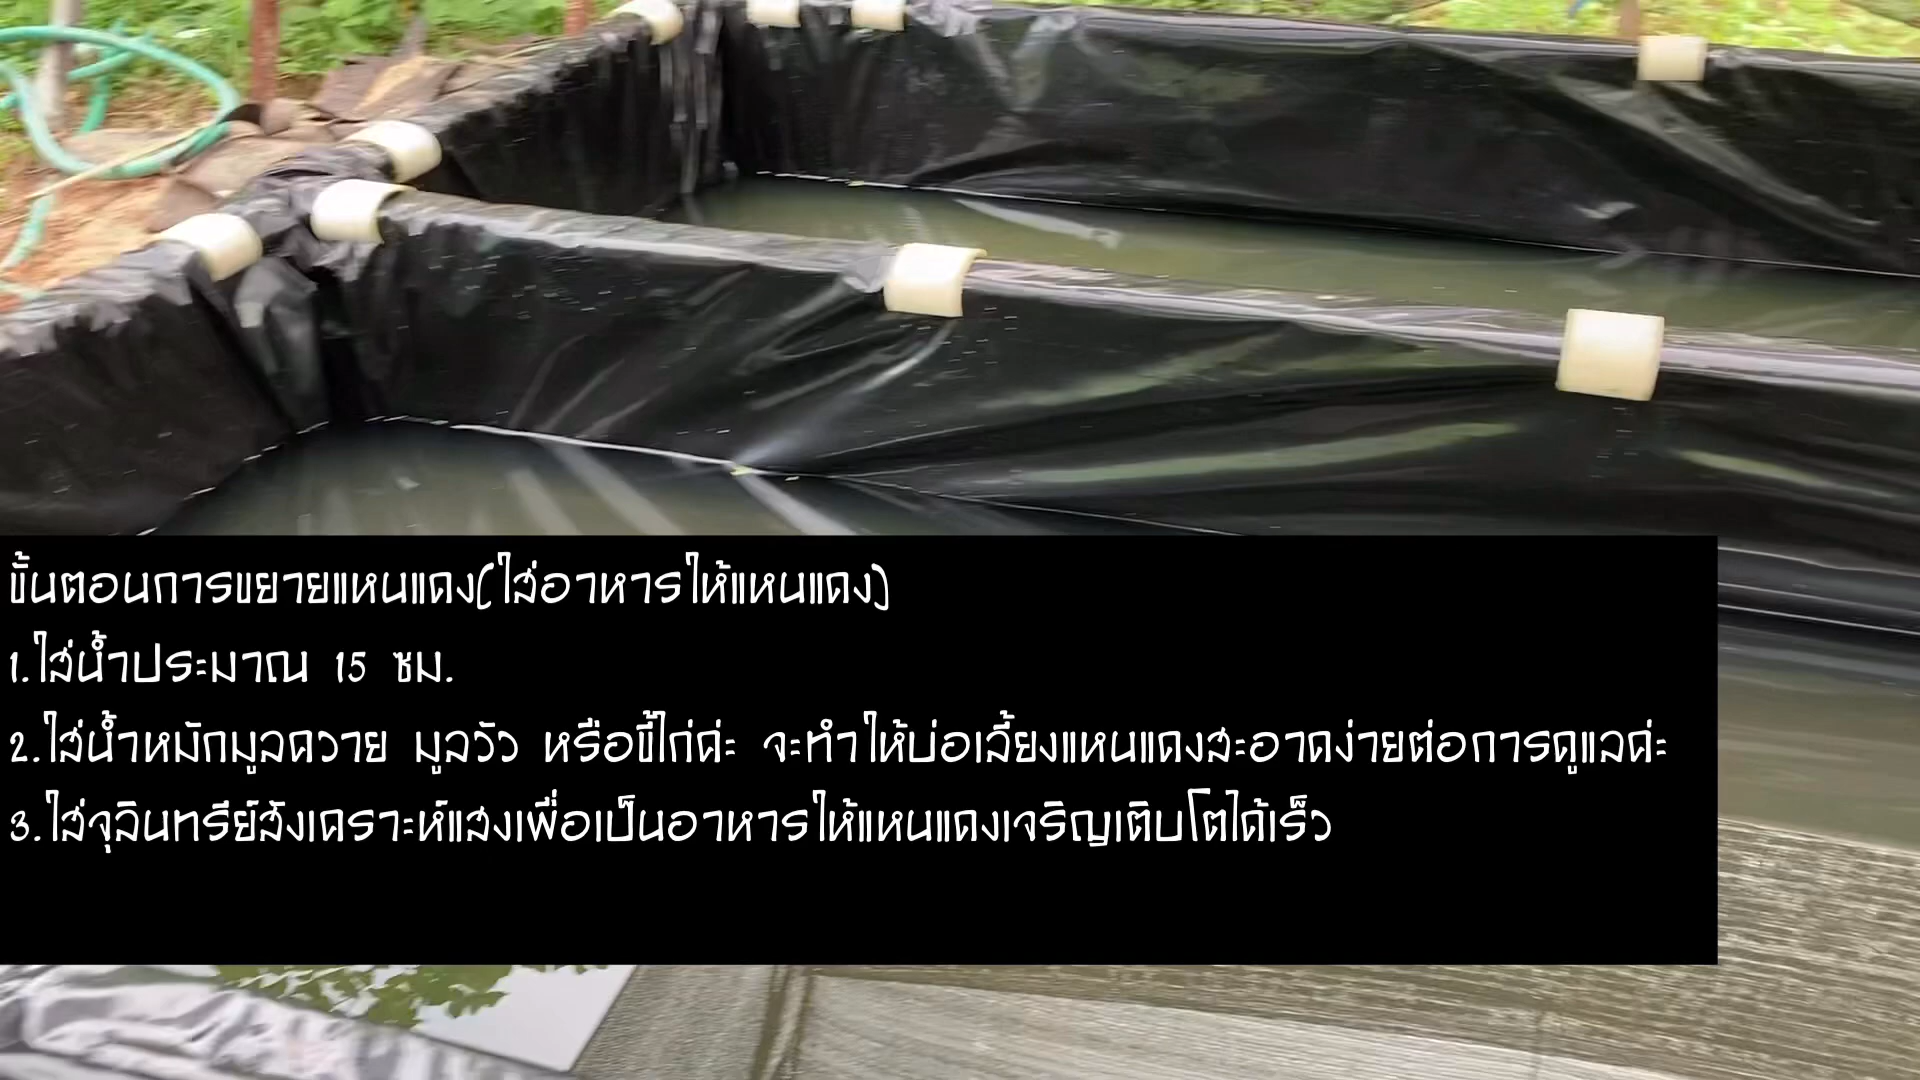 ขั้นตอนการขยายแหนแดง(ใส่อาหารให้แหนแดง)
1.ใส่น้ำประมาณ 15 ซม.
2.ใส่น้ำหมักมูลควาย มูลวัว หรือขี้ไก่ค่ะ จะทำให้บ่อเลี้ยงแหนแดงสะอาดง่ายต่อการดูแลค่ะ
3.ใส่จุลินทรีย์สังเคราะห์แสงเพื่อเป็นอาหารให้แหนแดงเจริญเติบโตได้เร็ว